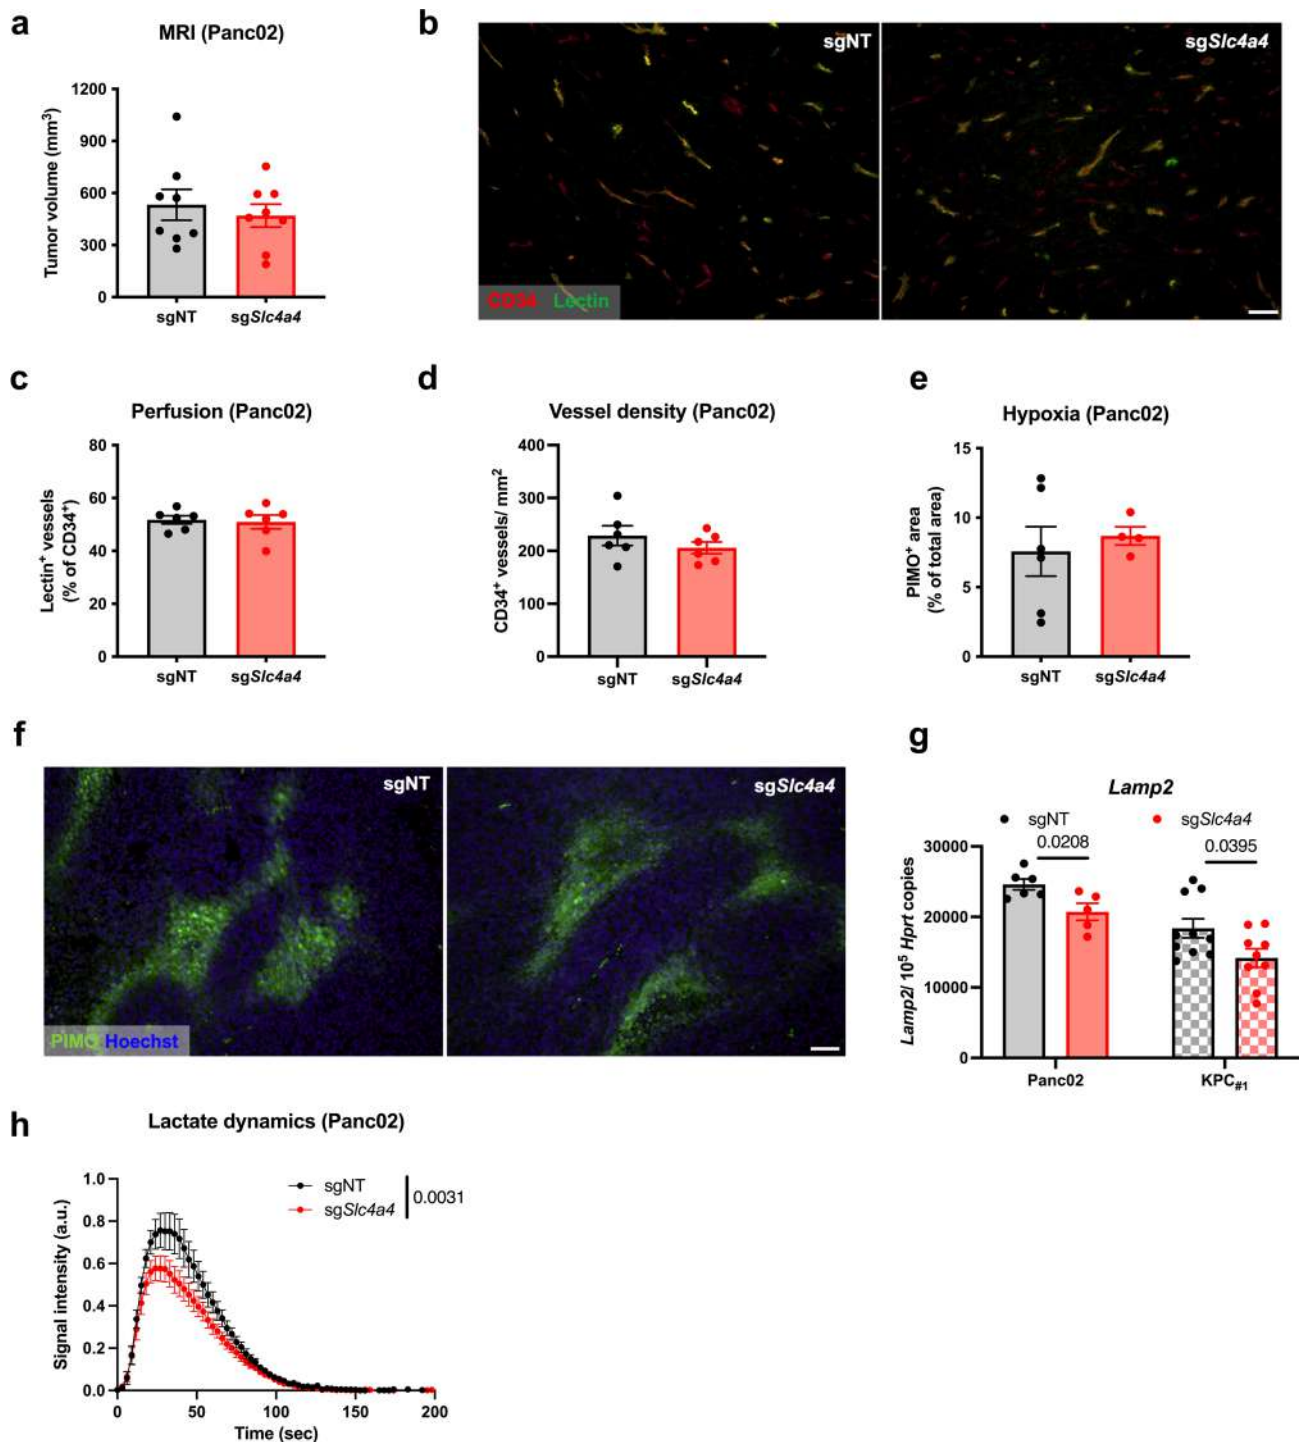 a
MRI (Panc02)
Tumor volume (mm³)
1200
900
600
300
0
sgNT
sgSlc4a4
b
sgNT
sgSlc4a4
CD34 Lectin
c
Perfusion (Panc02)
Lectin⁺ vessels
(% of CD34⁺)
80
60
40
20
0
sgNT
sgSlc4a4
d
Vessel density (Panc02)
CD34⁺ vessels/ mm²
400
300
200
100
0
sgNT
sgSlc4a4
e
Hypoxia (Panc02)
PIMO⁺ area
(% of total area)
15
10
5
0
sgNT
sgSlc4a4
f
sgNT
sgSlc4a4
PIMO Hoechst
g
Lamp2
sgNT
sgSlc4a4
0.0208
0.0395
Lamp2/ 10⁵ Hprt copies
30000
20000
10000
0
Panc02
KPC#1
h
Lactate dynamics (Panc02)
sgNT
sgSlc4a4
0.0031
Signal intensity (a.u.)
1.0
0.8
0.6
0.4
0.2
0.0
0
50
100
150
200
Time (sec)